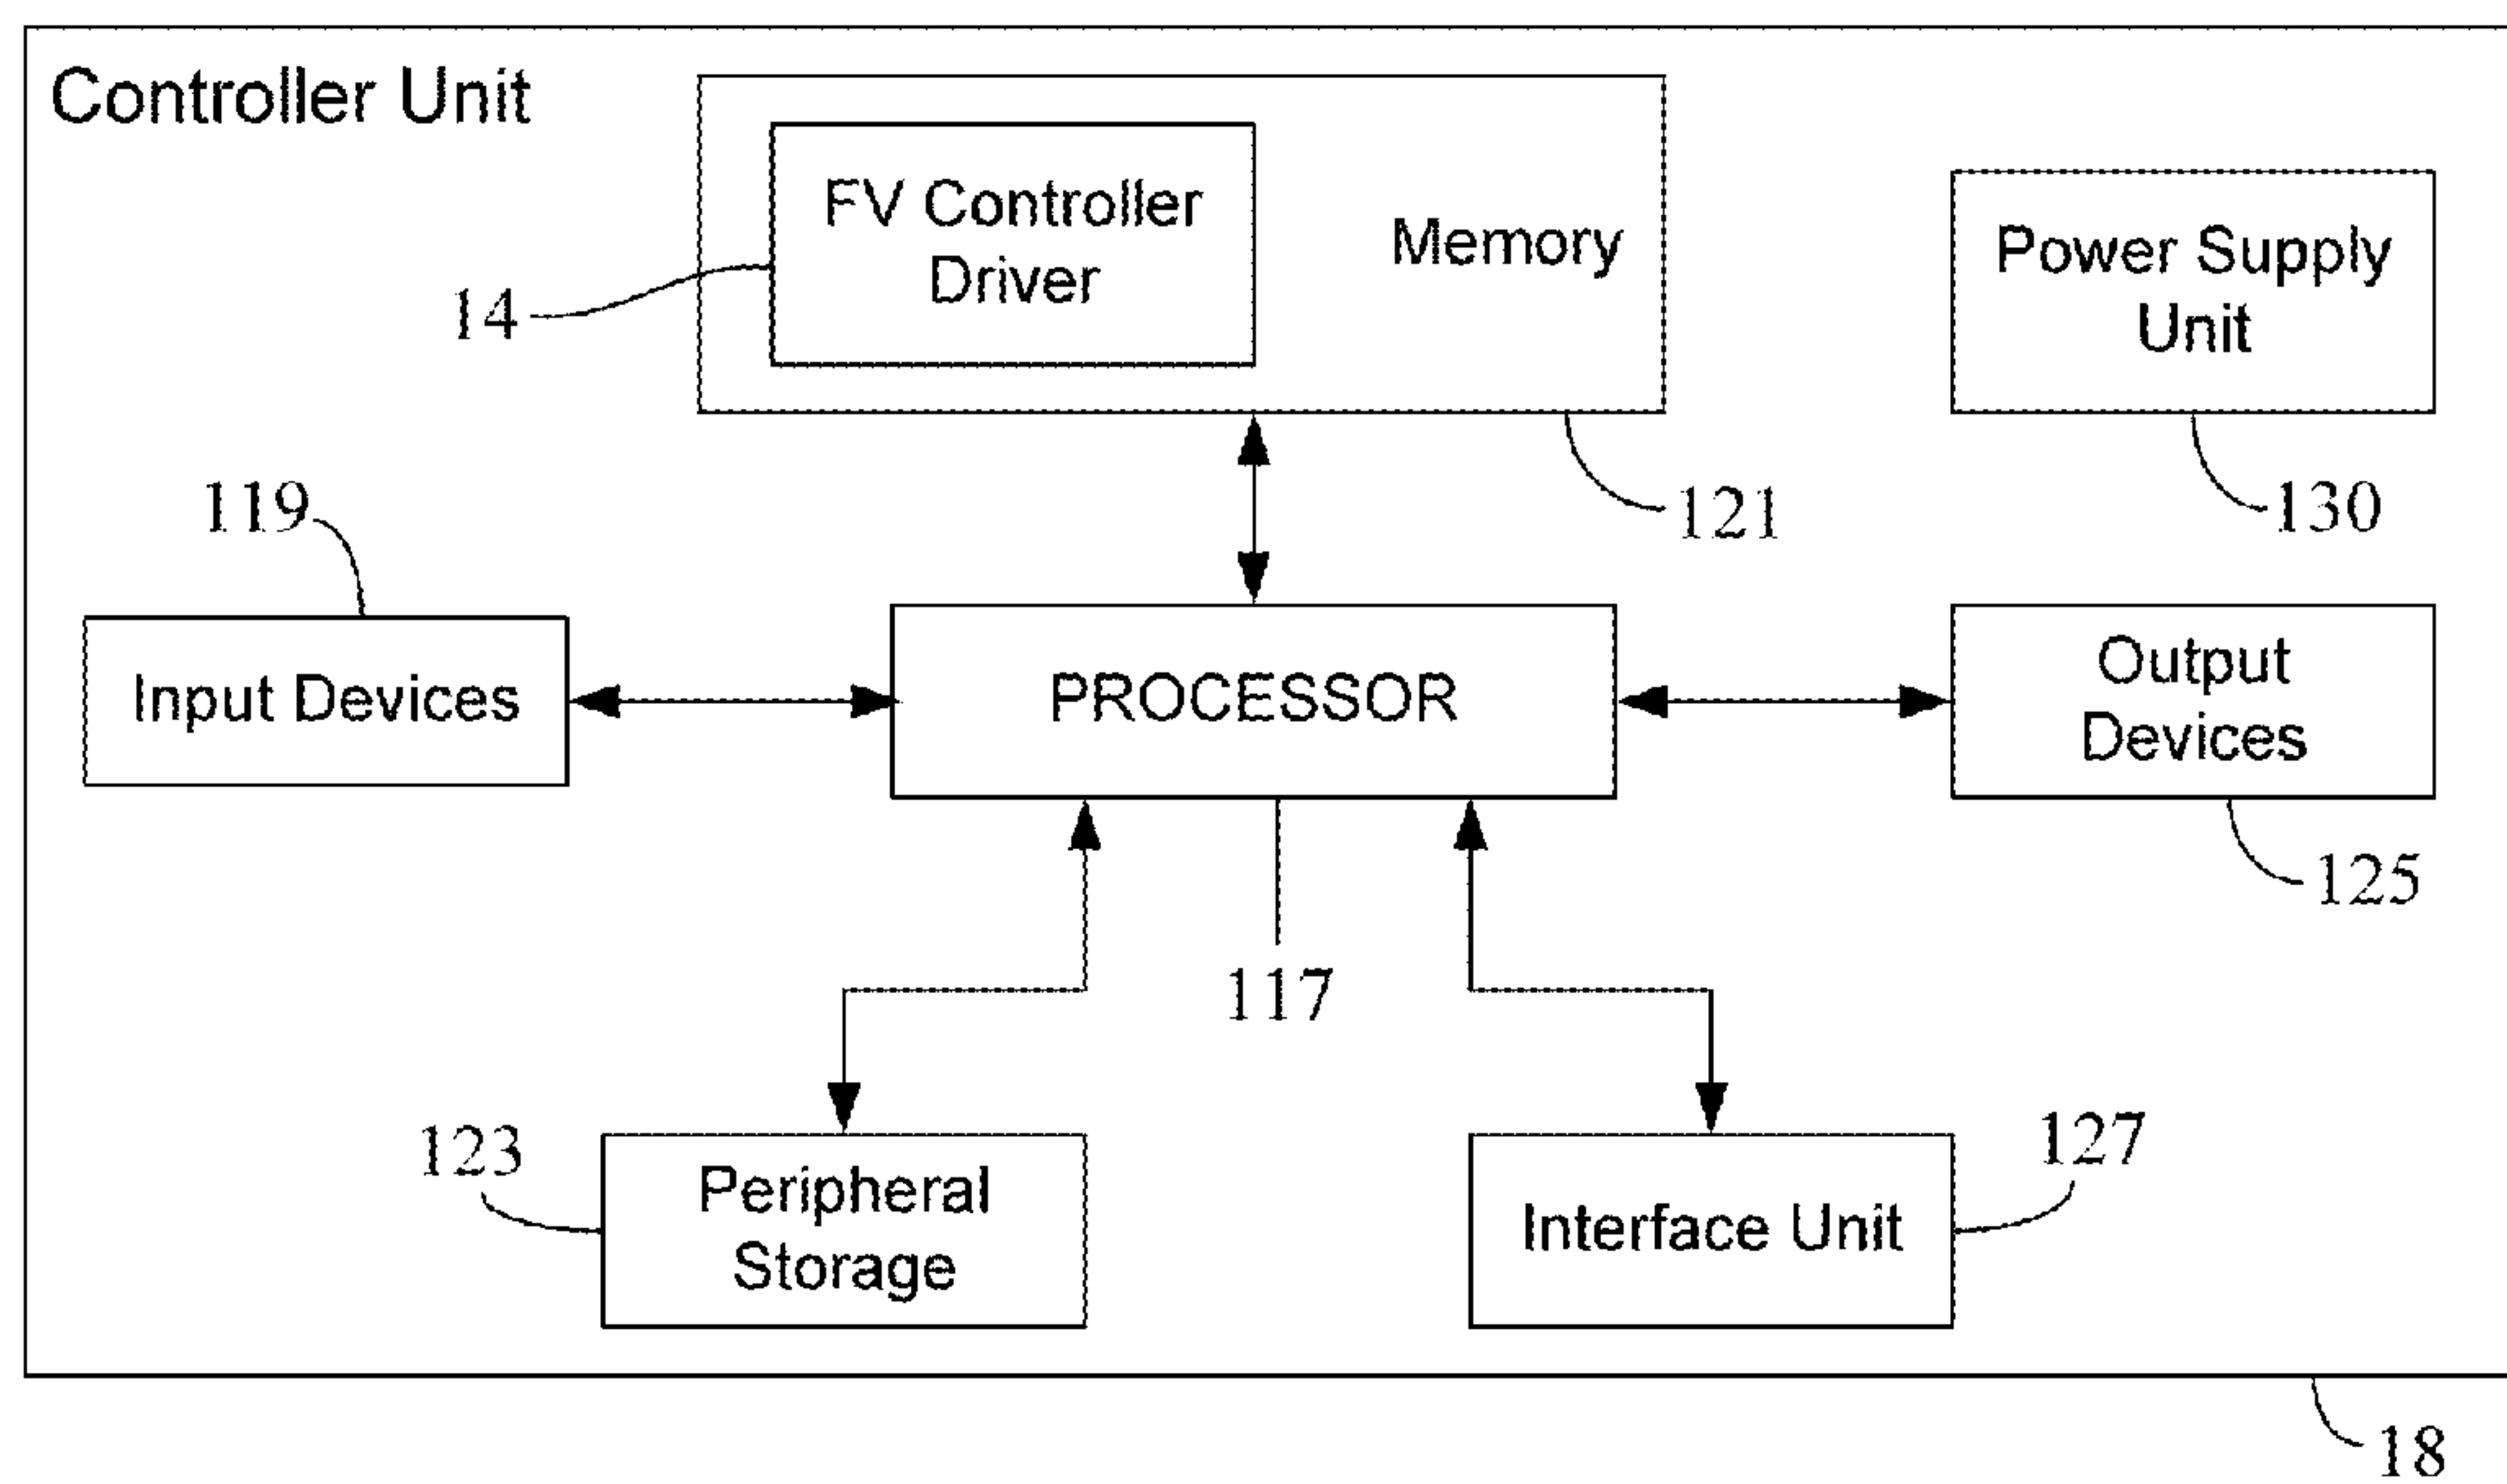 Controller Unit
FV Controller
Driver
Memory
Power Supply
Unit
14
119
121
130
Input Devices
PROCESSOR
Output
Devices
125
117
123
127
Peripheral
Storage
Interface Unit
18